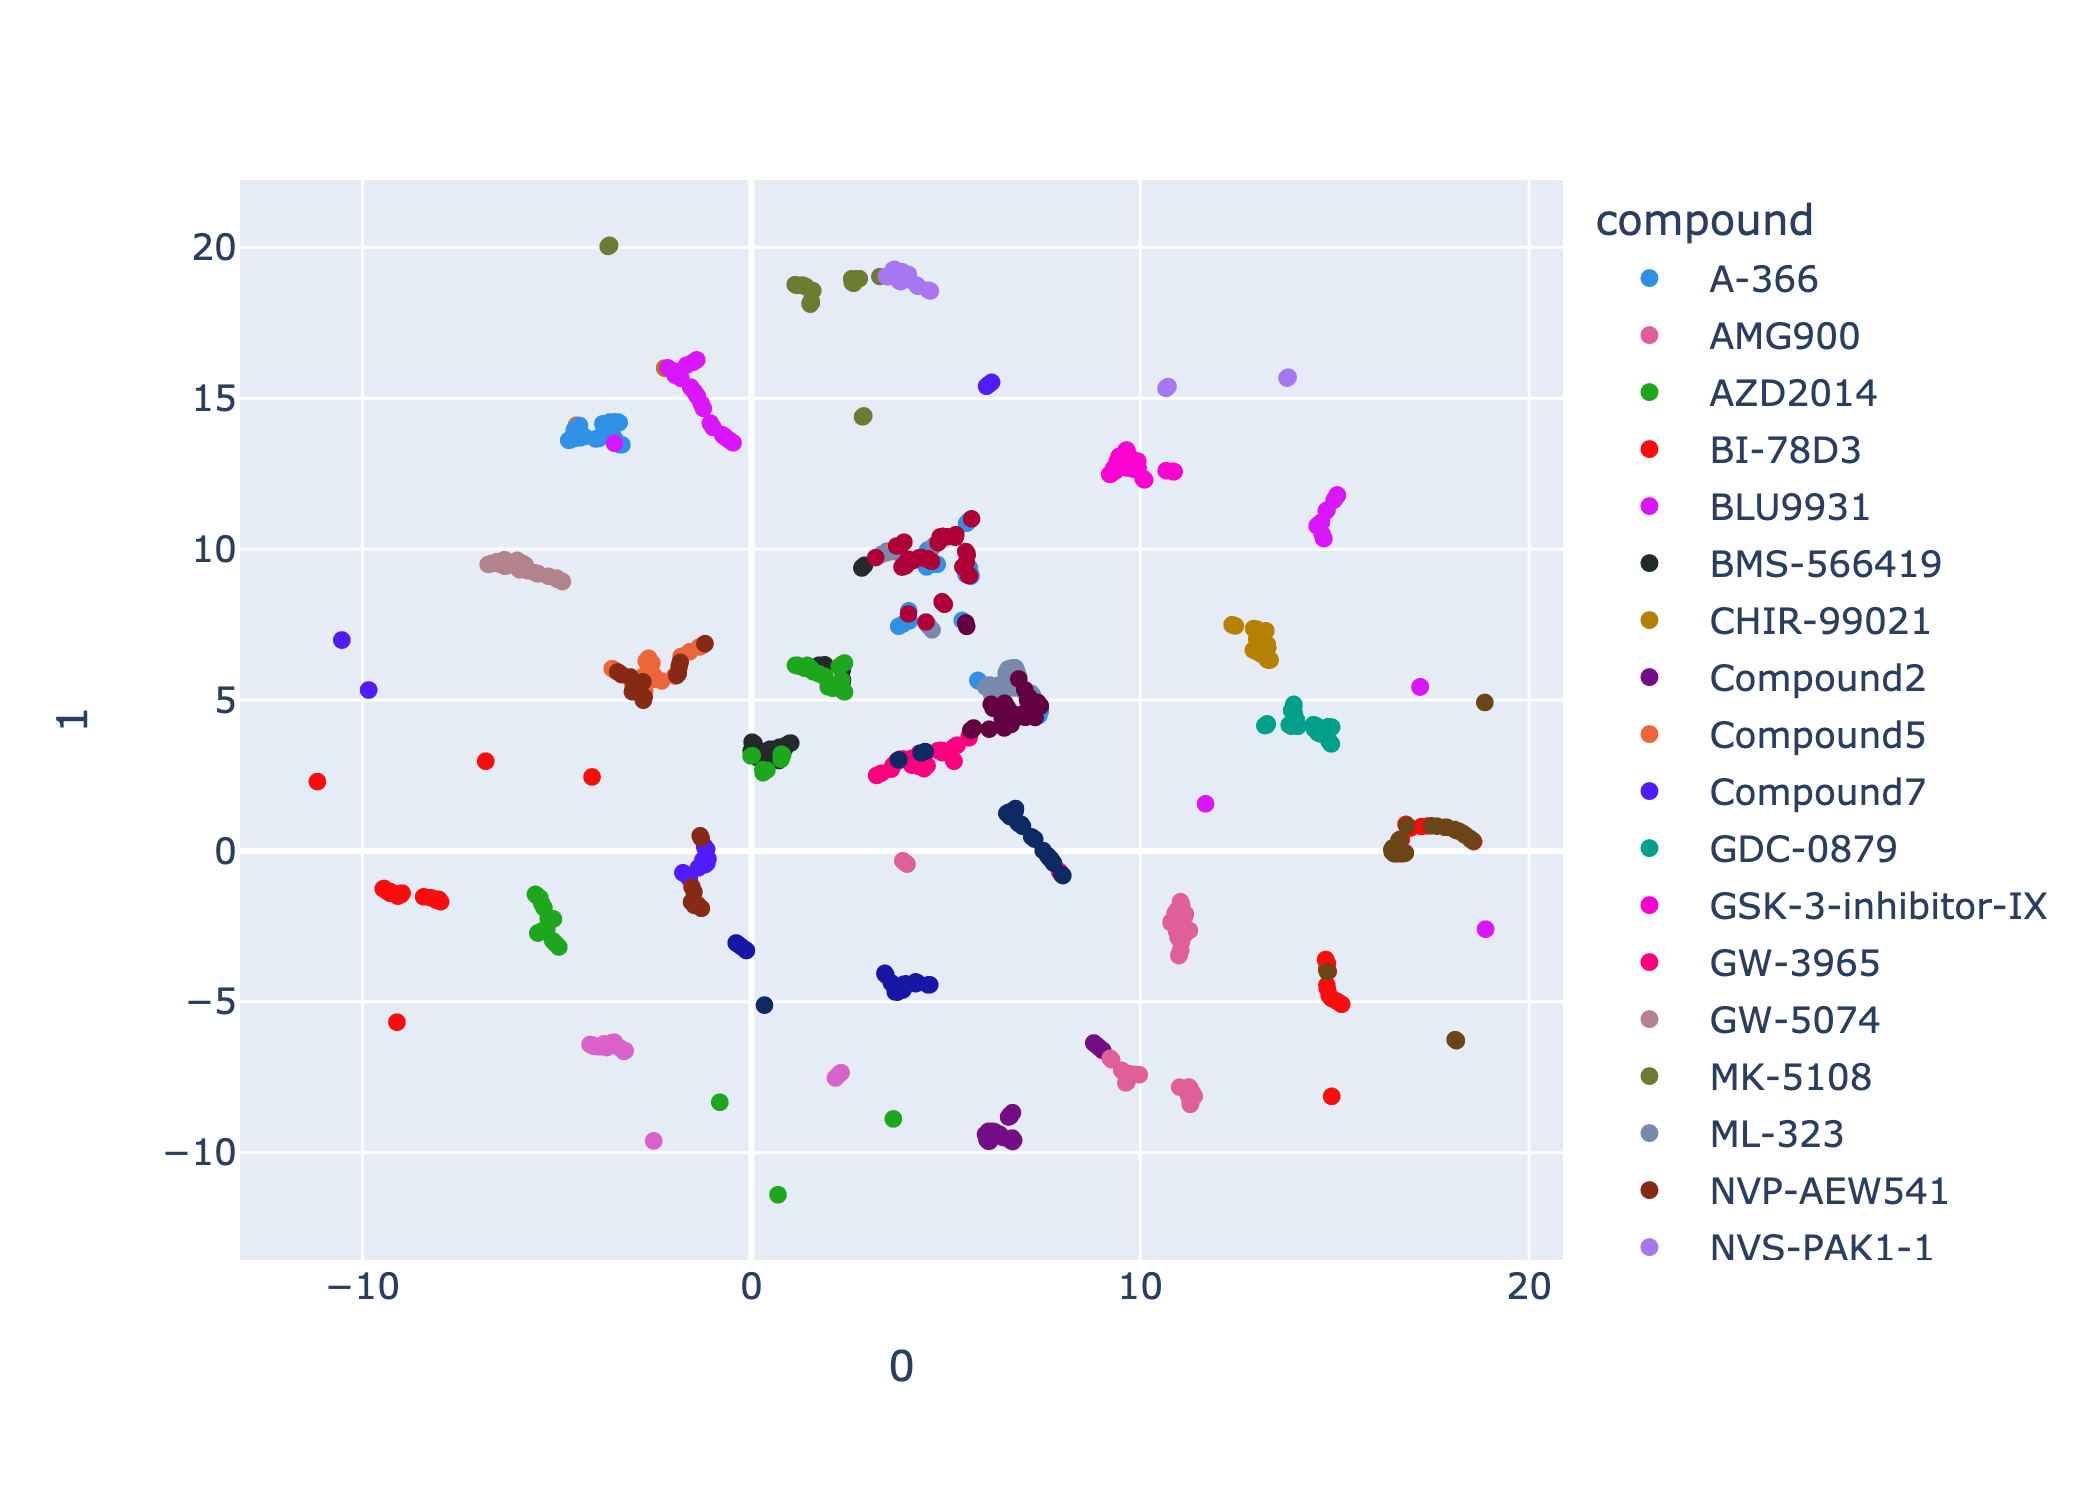 compound
A-366
AMG900
AZD2014
BI-78D3
BLU9931
BMS-566419
CHIR-99021
Compound2
Compound5
Compound7
GDC-0879
GSK-3-inhibitor-IX
GW-3965
GW-5074
MK-5108
ML-323
NVP-AEW541
NVS-PAK1-1
20
15
10
5
0
−5
−10
1
−10
0
10
20
0